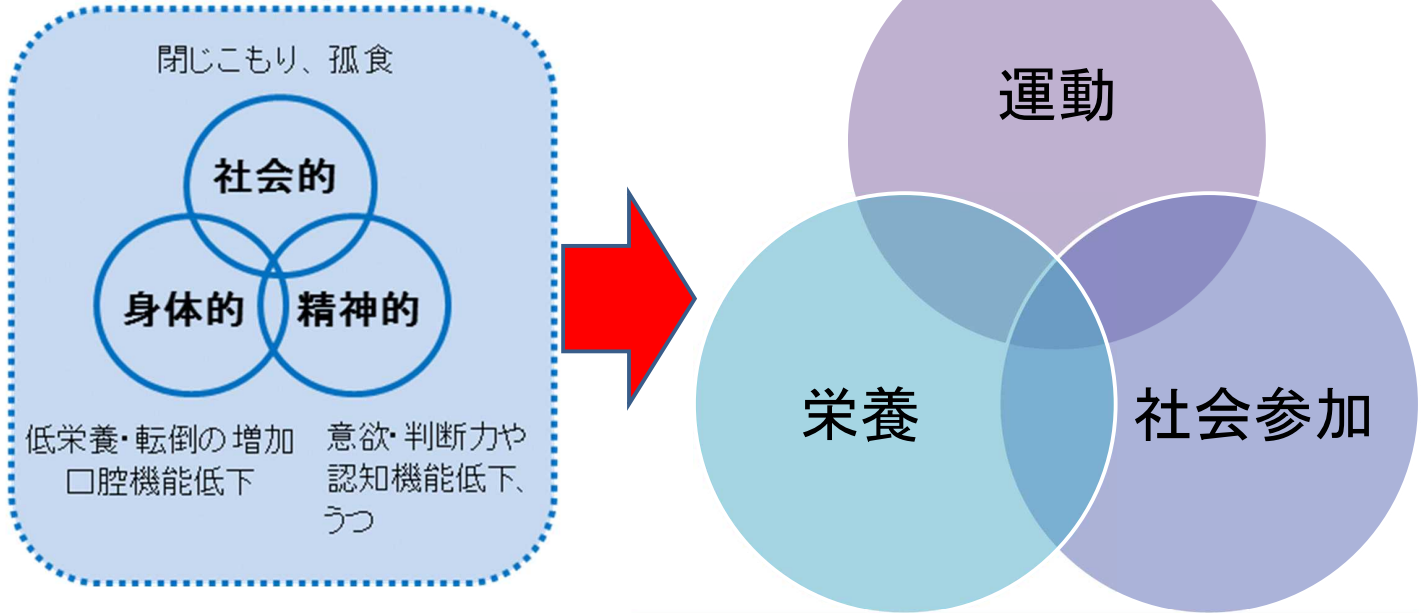 閉じこもり、孤食
社会的
身体的
精神的
低栄養・転倒の増加
口腔機能低下
意欲・判断力や
認知機能低下、
うつ
運動
栄養
社会参加